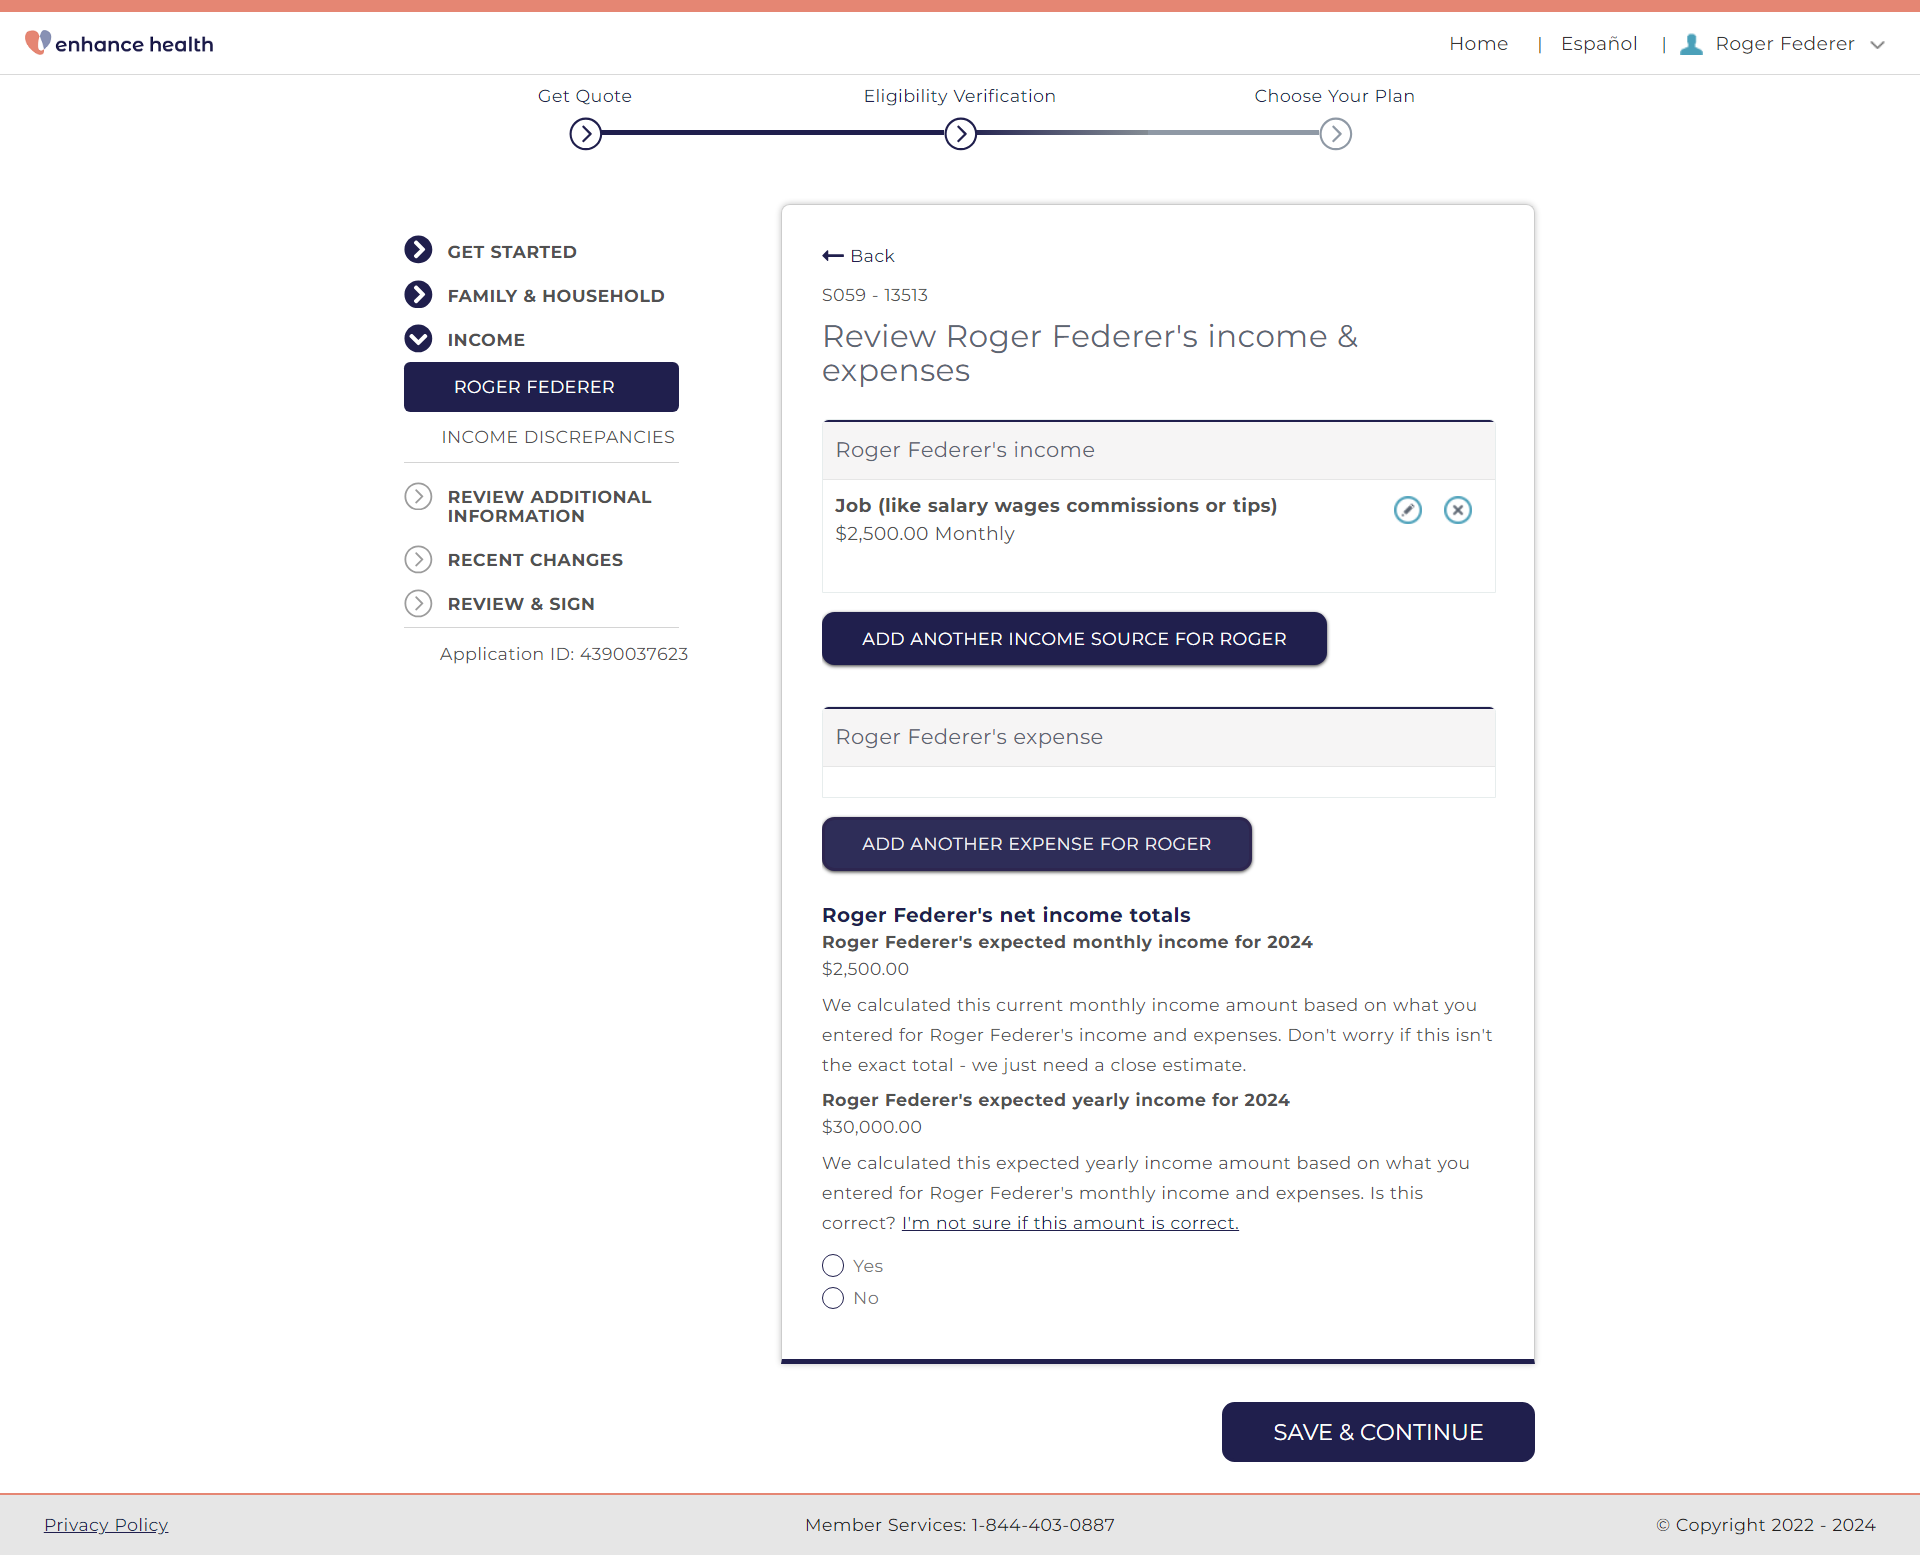 enhance health
Home | Español | Roger Federer
Get Quote
Eligibility Verification
Choose Your Plan
GET STARTED
FAMILY & HOUSEHOLD
INCOME
ROGER FEDERER
INCOME DISCREPANCIES
REVIEW ADDITIONAL
INFORMATION
RECENT CHANGES
REVIEW & SIGN
Application ID: 4390037623
Back
S059 - 13513
Review Roger Federer's income &
expenses
Roger Federer's income
Job (like salary wages commissions or tips)
$2,500.00 Monthly
ADD ANOTHER INCOME SOURCE FOR ROGER
Roger Federer's expense
ADD ANOTHER EXPENSE FOR ROGER
Roger Federer's net income totals
Roger Federer's expected monthly income for 2024
$2,500.00
We calculated this current monthly income amount based on what you
entered for Roger Federer's income and expenses. Don't worry if this isn't
the exact total - we just need a close estimate.
Roger Federer's expected yearly income for 2024
$30,000.00
We calculated this expected yearly income amount based on what you
entered for Roger Federer's monthly income and expenses. Is this
correct? I'm not sure if this amount is correct.
Yes
No
SAVE & CONTINUE
Privacy Policy
Member Services: 1-844-403-0887
© Copyright 2022 - 2024